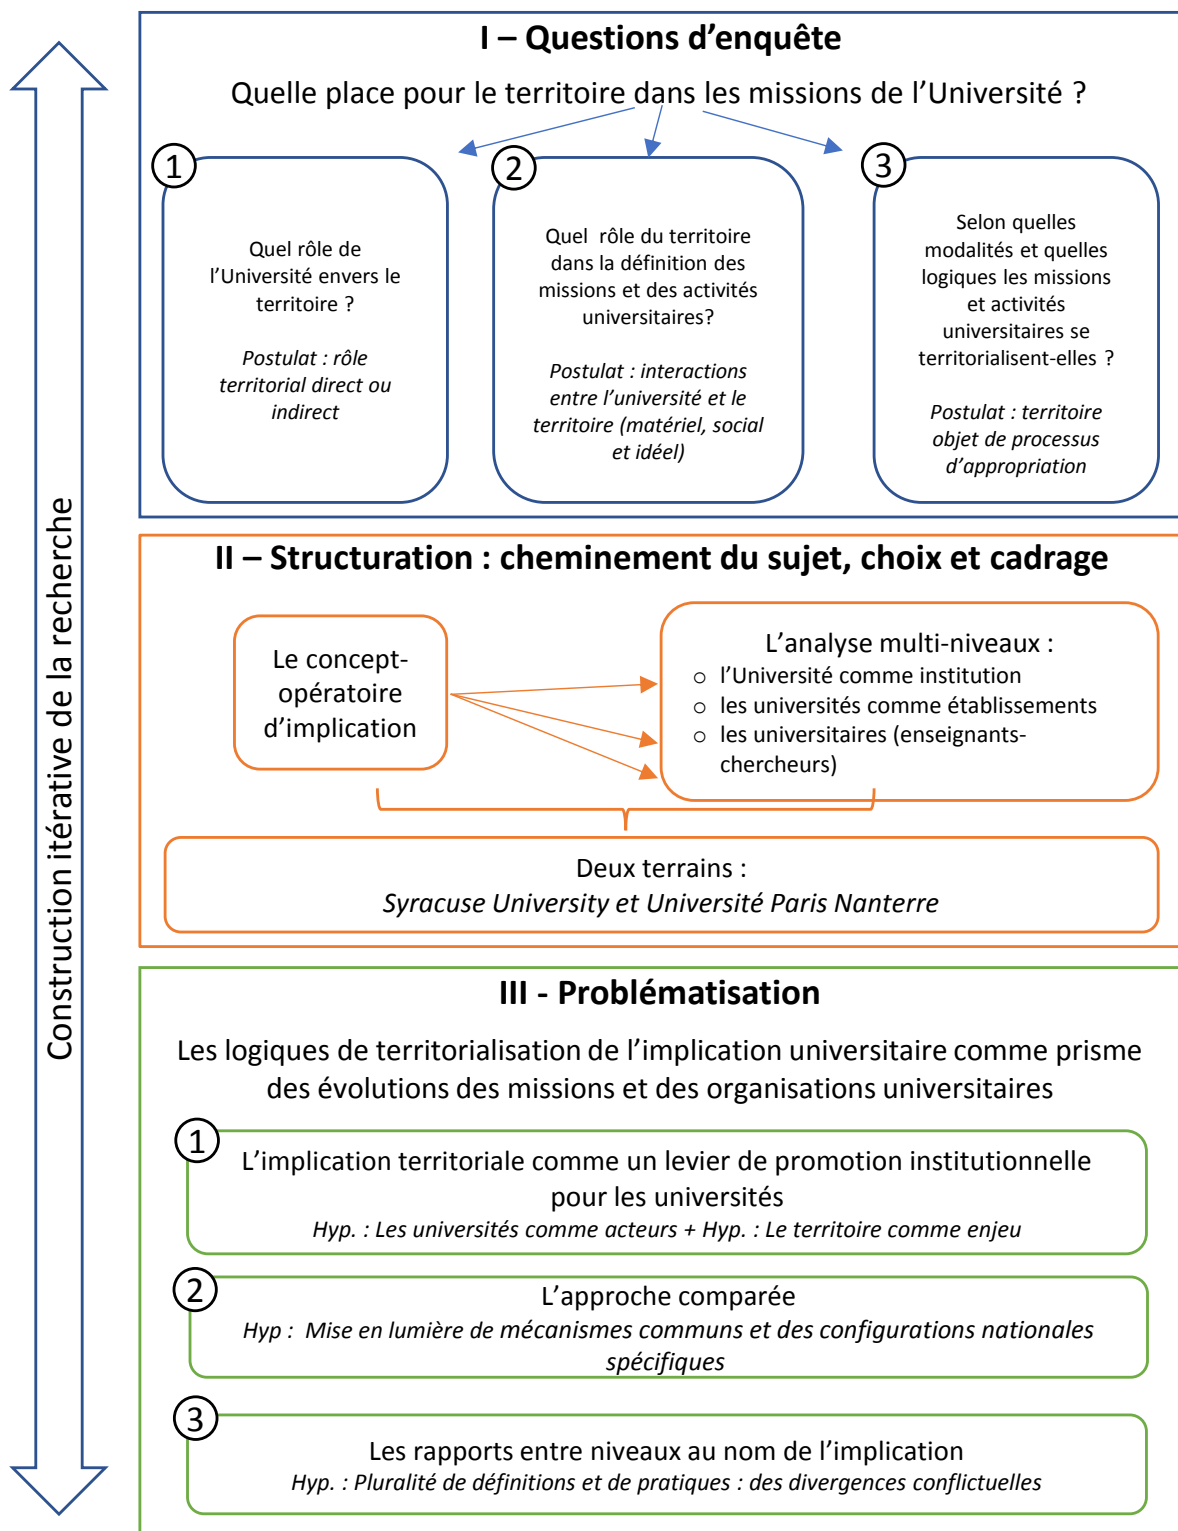 Construction itérative de la recherche
I – Questions d’enquête
Quelle place pour le territoire dans les missions de l’Université ?
1
Quel rôle de
l’Université envers le
territoire ?
Postulat : rôle
territorial direct ou
indirect
2
Quel rôle du territoire
dans la définition des
missions et des activités
universitaires?
Postulat : interactions
entre l’université et le
territoire (matériel, social
et idéel)
3
Selon quelles
modalités et quelles
logiques les missions
et activités
universitaires se
territorialisent-elles ?
Postulat : territoire
objet de processus
d’appropriation
II – Structuration : cheminement du sujet, choix et cadrage
Le concept-
opératoire
d’implication
L’analyse multi-niveaux :
o l’Université comme institution
o les universités comme établissements
o les universitaires (enseignants-
chercheurs)
Deux terrains :
Syracuse University et Université Paris Nanterre
III - Problématisation
Les logiques de territorialisation de l’implication universitaire comme prisme
des évolutions des missions et des organisations universitaires
1
L’implication territoriale comme un levier de promotion institutionnelle
pour les universités
Hyp. : Les universités comme acteurs + Hyp. : Le territoire comme enjeu
2
L’approche comparée
Hyp : Mise en lumière de mécanismes communs et des configurations nationales
spécifiques
3
Les rapports entre niveaux au nom de l’implication
Hyp. : Pluralité de définitions et de pratiques : des divergences conflictuelles